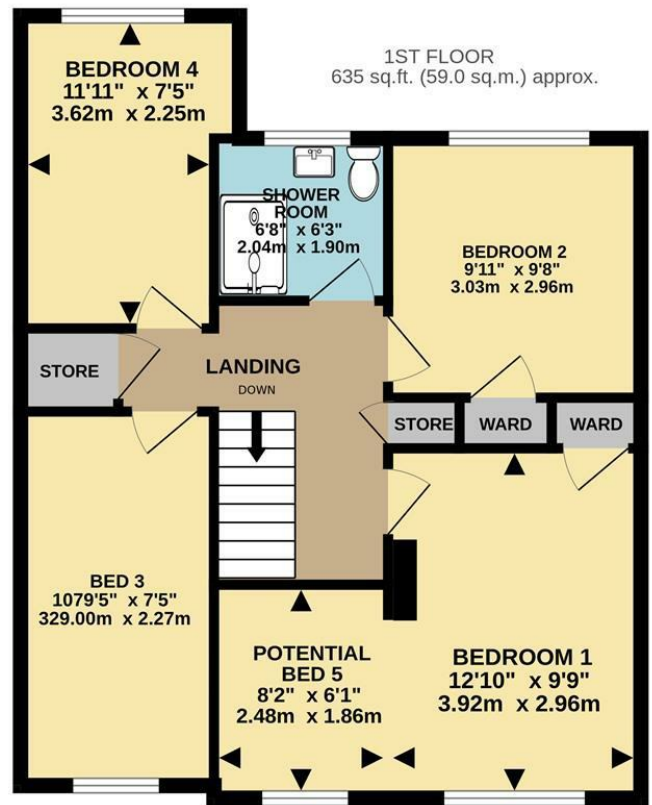 1ST FLOOR
635 sq.ft. (59.0 sq.m.) approx.
BEDROOM 4
11'11" x 7'5"
3.62m x 2.25m
SHOWER
ROOM
6'8" x 6'3"
2.04m x 1.90m
BEDROOM 2
9'11" x 9'8"
3.03m x 2.96m
STORE
LANDING
DOWN
STORE
WARD
WARD
BED 3
1079'5" x 7'5"
329.00m x 2.27m
POTENTIAL
BED 5
8'2" x 6'1"
2.48m x 1.86m
BEDROOM 1
12'10" x 9'9"
3.92m x 2.96m